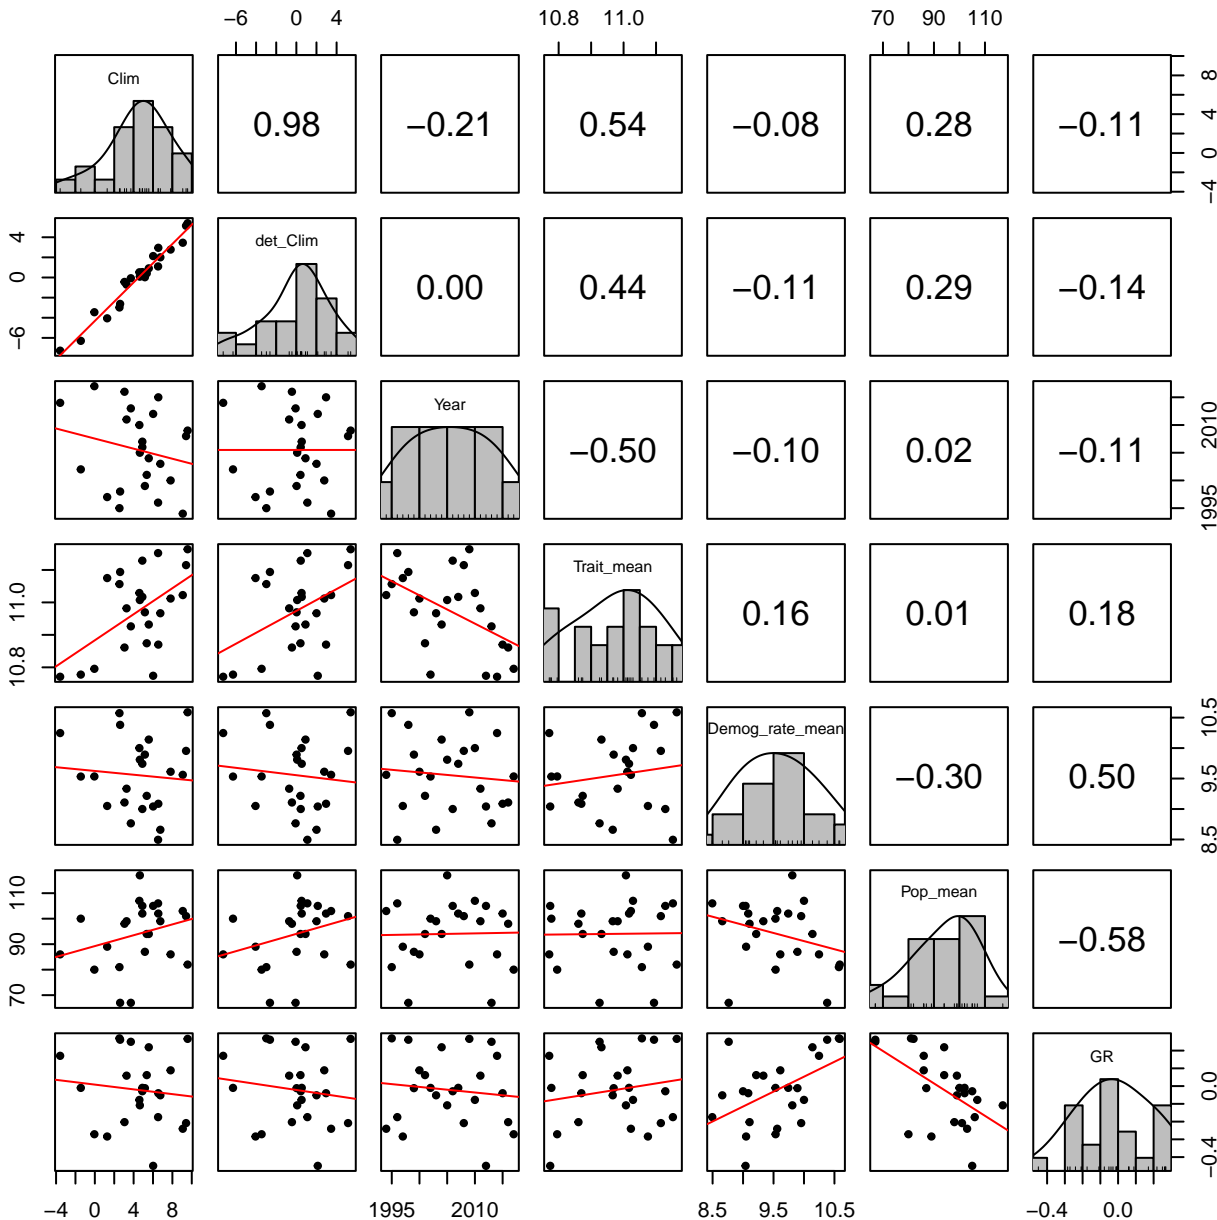 −6 0 4 10.8 11.0 70 90 110
Clim 0.98 −0.21 0.54 −0.08 0.28 −0.11 −4 0 4 8
−6 0 4 det_Clim 0.00 0.44 −0.11 0.29 −0.14
Year −0.50 −0.10 0.02 −0.11 1995 2010
10.8 11.0 Trait_mean 0.16 0.01 0.18
Demog_rate_mean −0.30 0.50 8.5 9.5 10.5
70 90 110 Pop_mean −0.58
GR −0.4 0.0
−4 0 4 8 1995 2010 8.5 9.5 10.5 −0.4 0.0